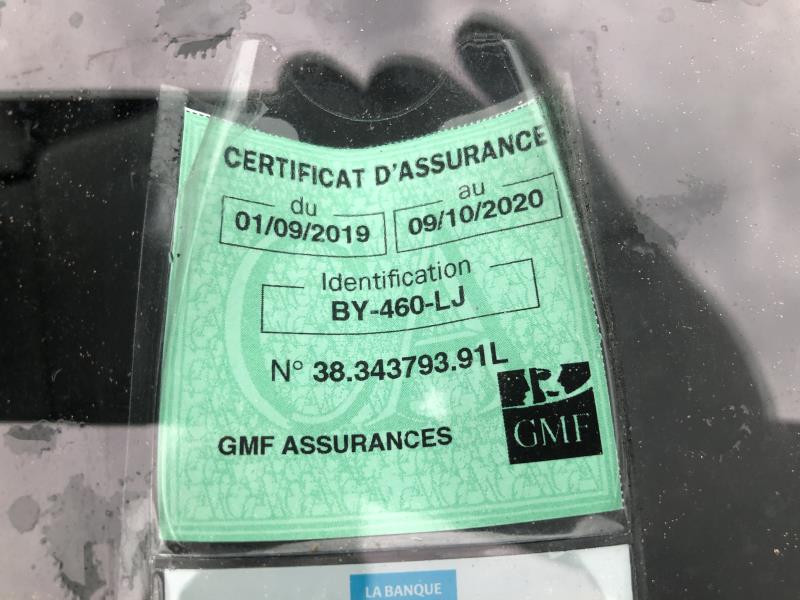 CERTIFICAT D'ASSURANCE
du
01/09/2019
au
09/10/2020
Identification
BY-460-LJ
N° 38.343793.91L
GMF ASSURANCES
GMF
LA BANQUE